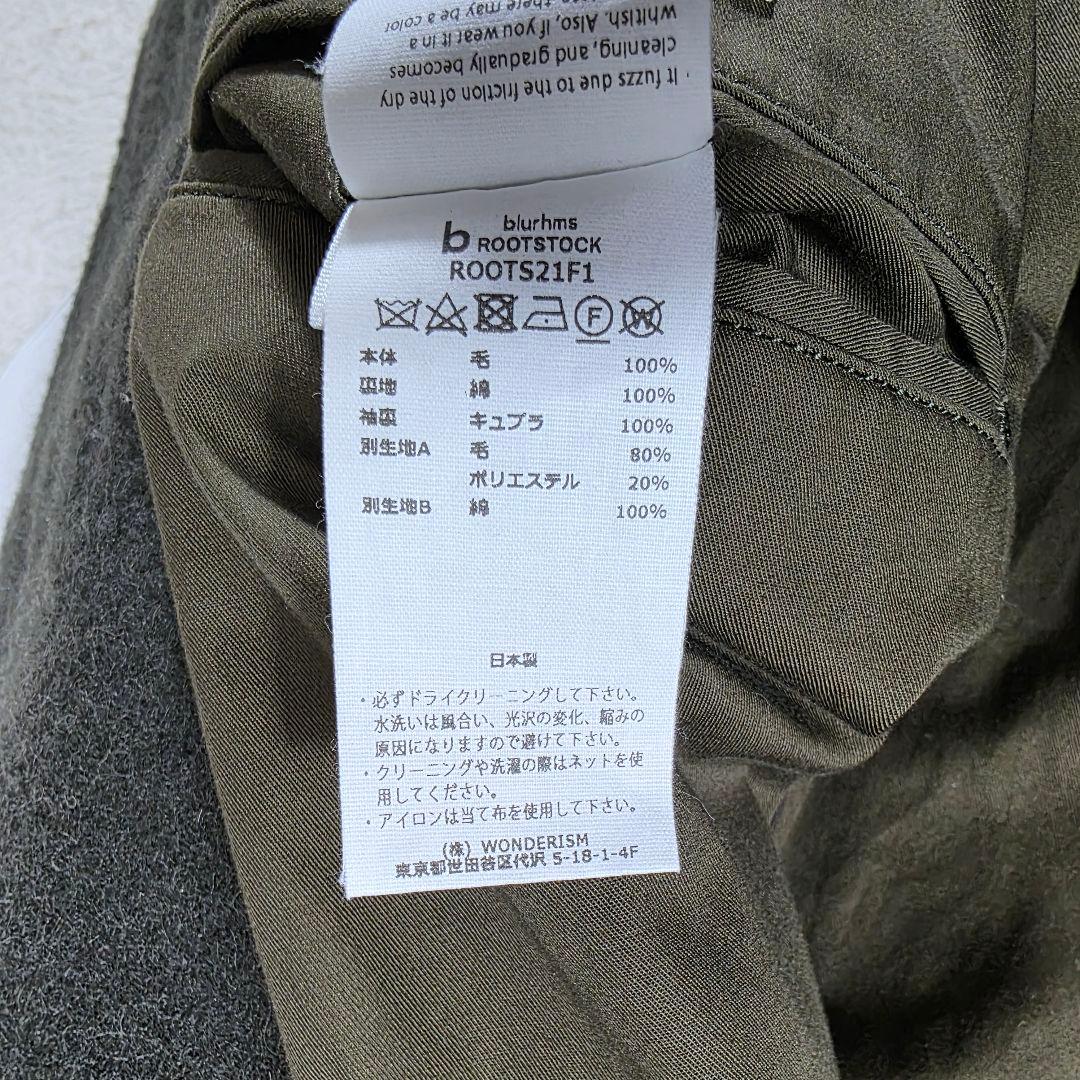 · It fuzzs due to the friction of the dry
cleaning, and gradually becomes
whitish. Also, if you wear it in a
there may be a color
b blurhms
ROOTSTOCK
ROOTS21F1
F W
本体 毛 100%
裏地 綿 100%
袖裏 キュプラ 100%
別生地A 毛 80%
ポリエステル 20%
別生地B 綿 100%
日本製
・必ずドライクリーニングして下さい。
水洗いは風合い、光沢の変化、縮みの
原因になりますので避けて下さい。
・クリーニングや洗濯の際はネットを使
用してください。
・アイロンは当て布を使用して下さい。
(株) WONDERISM
東京都世田谷区代沢 5-18-1-4F